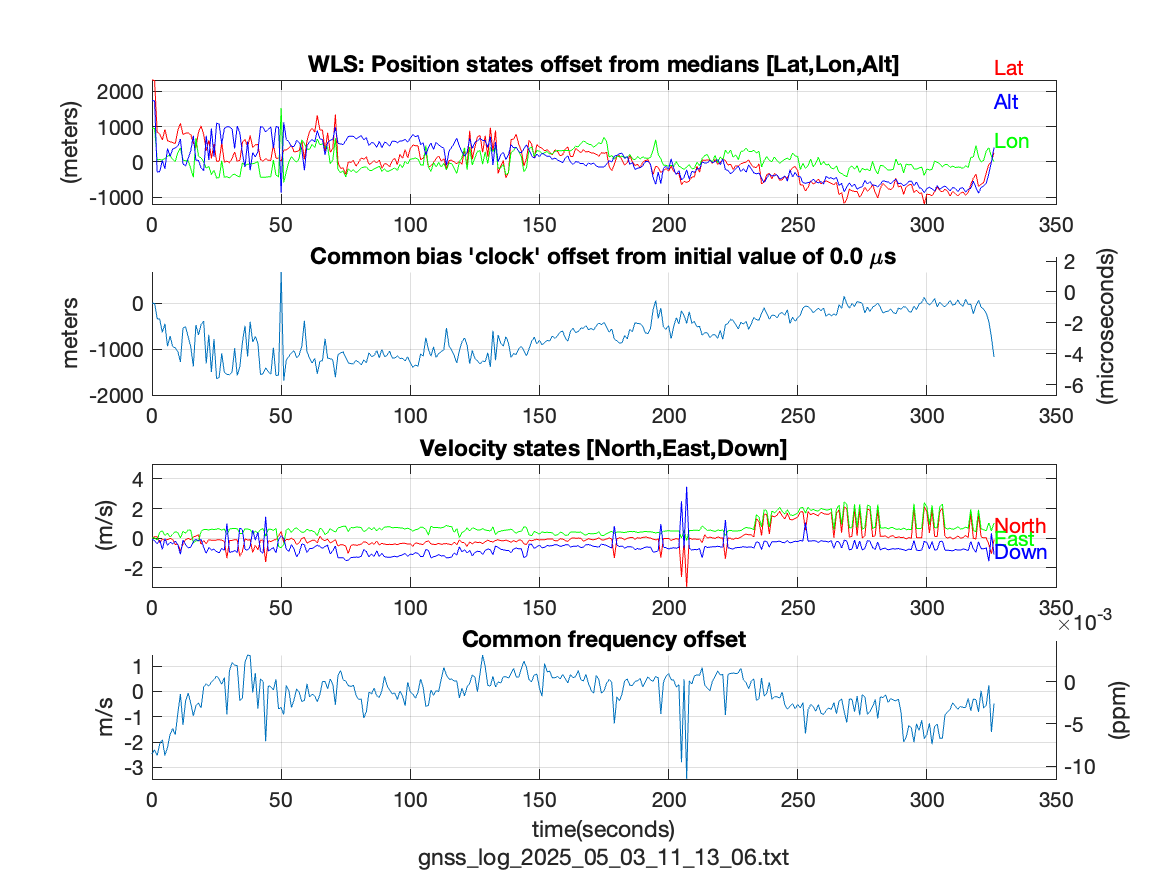 WLS: Position states offset from medians [Lat,Lon,Alt]
Lat
Alt
Lon
(meters)
2000
1000
0
-1000
0 50 100 150 200 250 300 350
Common bias 'clock' offset from initial value of 0.0 μs
meters
0
-1000
-2000
2
0
-2
-4
-6
(microseconds)
0 50 100 150 200 250 300 350
Velocity states [North,East,Down]
(m/s)
4
2
0
-2
North
East
Down
0 50 100 150 200 250 300 350
×10⁻³
Common frequency offset
m/s
1
0
-1
-2
-3
0
-5
-10
(ppm)
0 50 100 150 200 250 300 350
time(seconds)
gnss_log_2025_05_03_11_13_06.txt